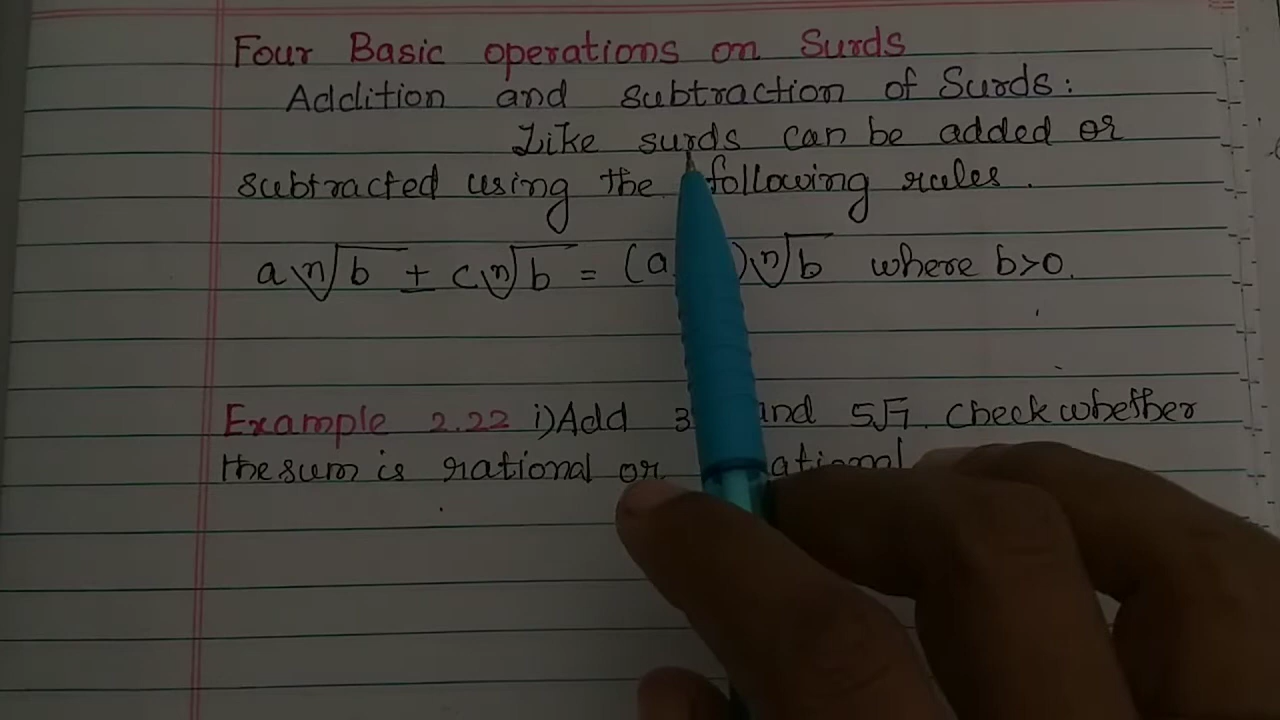 Four Basic operations on Surds
Addition and subtraction of Surds:
Like surds can be added or
subtracted using the following rules.
a ⁿ√b ± c ⁿ√b = (a ) ⁿ√b where b>0.
Example 2.22 i) Add 3 and 5√7. Check whether
the sum is rational or